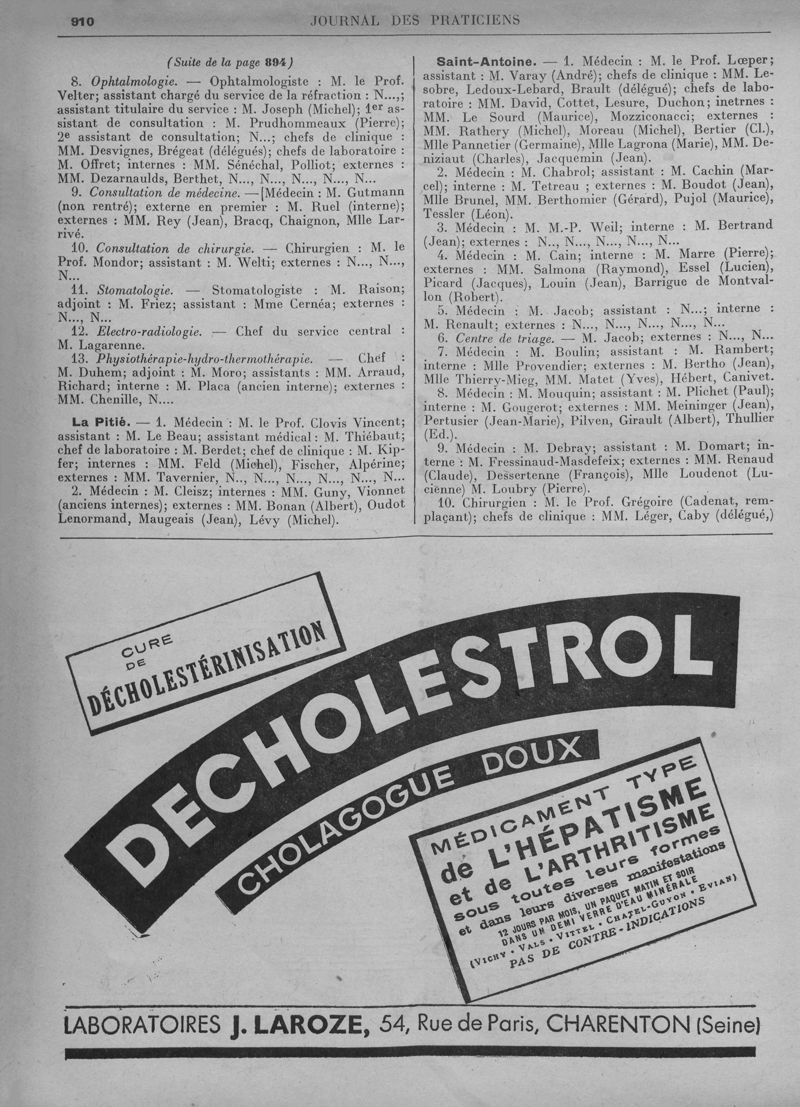 910
JOURNAL DES PRATICIENS
(Suite de la page 894)
8. Ophtalmologie. — Ophtalmologiste : M. le Prof.
Velter; assistant chargé du service de la réfraction : N...,;
assistant titulaire du service : M. Joseph (Michel); 1er as-
sistant de consultation : M. Prudhommeaux (Pierre);
2e assistant de consultation; N...; chefs de clinique :
MM. Desvignes, Brégeat (délégués); chefs de laboratoire :
M. Offret; internes : MM. Sénéchal, Polliot; externes :
MM. Dezarnaulds, Berthet, N..., N..., N..., N..., N...
9. Consultation de médecine. —[Médecin : M. Gutmann
(non rentré); externe en premier : M. Ruel (interne);
externes : MM. Rey (Jean), Bracq, Chaignon, Mlle Lar-
rivé.
10. Consultation de chirurgie. — Chirurgien : M. le
Prof. Mondor; assistant : M. Welti; externes : N..., N...,
N...
11. Stomatologie. — Stomatologiste : M. Raison;
adjoint : M. Friez; assistant : Mme Cernéa; externes :
N..., N...
12. Electro-radiologie. — Chef du service central :
M. Lagarenne.
13. Physiothérapie-hydro-thermothérapie. — Chef :
M. Duhem; adjoint : M. Moro; assistants : MM. Arraud,
Richard; interne : M. Placa (ancien interne); externes :
MM. Chenille, N....
La Pitié. — 1. Médecin : M. le Prof. Clovis Vincent;
assistant : M. Le Beau; assistant médical : M. Thiébaut;
chef de laboratoire : M. Berdet; chef de clinique : M. Kip-
fer; internes : MM. Feld (Michel), Fischer, Alpérine;
externes : MM. Tavernier, N.., N..., N..., N..., N..., N...
2. Médecin : M. Cleisz; internes : MM. Guny, Vionnet
(anciens internes); externes : MM. Bonan (Albert), Oudot
Lenormand, Maugeais (Jean), Lévy (Michel).
Saint-Antoine. — 1. Médecin : M. le Prof. Lœper;
assistant : M. Varay (André); chefs de clinique : MM. Le-
sobre, Ledoux-Lebard, Brault (délégué); chefs de labo-
ratoire : MM. David, Cottet, Lesure, Duchon; inetrnes :
MM. Le Sourd (Maurice), Mozziconacci; externes :
MM. Rathery (Michel), Moreau (Michel), Bertier (Cl.),
Mlle Pannetier (Germaine), Mlle Lagrona (Marie), MM. De-
niziaut (Charles), Jacquemin (Jean).
2. Médecin : M. Chabrol; assistant : M. Cachin (Mar-
cel); interne : M. Tetreau ; externes : M. Boudot (Jean),
Mlle Brunel, MM. Berthomier (Gérard), Pujol (Maurice),
Tessler (Léon).
3. Médecin : M. M.-P. Weil; interne : M. Bertrand
(Jean); externes : N.., N..., N..., N..., N...
4. Médecin : M. Cain; interne : M. Marre (Pierre);
externes : MM. Salmona (Raymond), Essel (Lucien),
Picard (Jacques), Louin (Jean), Barrigue de Montval-
lon (Robert).
5. Médecin : M. Jacob; assistant : N...; interne :
M. Renault; externes : N..., N..., N..., N..., N...
6. Centre de triage. — M. Jacob; externes : N..., N...
7. Médecin : M. Boulin; assistant : M. Rambert;
interne : Mlle Provendier; externes : M. Bertho (Jean),
Mlle Thierry-Mieg, MM. Matet (Yves), Hébert, Canivet.
8. Médecin : M. Mouquin; assistant : M. Plichet (Paul);
interne : M. Gougerot; externes : MM. Meininger (Jean),
Pertusier (Jean-Marie), Pilven, Girault (Albert), Thullier
(Ed.).
9. Médecin : M. Debray; assistant : M. Domart; in-
terne : M. Fressinaud-Masdefeix; externes : MM. Renaud
(Claude), Dessertenne (François), Mlle Loudenot (Lu-
cienne) M. Loubry (Pierre).
10. Chirurgien : M. le Prof. Grégoire (Cadenat, rem-
plaçant); chefs de clinique : MM. Léger, Caby (délégué,)
CURE
DE
DÉCHOLESTÉRINISATION
DECHOLESTROL
CHOLAGOGUE DOUX
MÉDICAMENT TYPE
de L'HÉPATISME
et de L'ARTHRITISME
sous toutes leurs formes
et dans leurs diverses manifestations
12 JOURS PAR MOIS, UN PAQUET MATIN ET SOIR
DANS UN DEMI VERRE D'EAU MINÉRALE
(VICHY • VALS • VITTEL • CHATEL-GUYON • EVIAN)
PAS DE CONTRE-INDICATIONS
LABORATOIRES J. LAROZE, 54, Rue de Paris, CHARENTON (Seine)